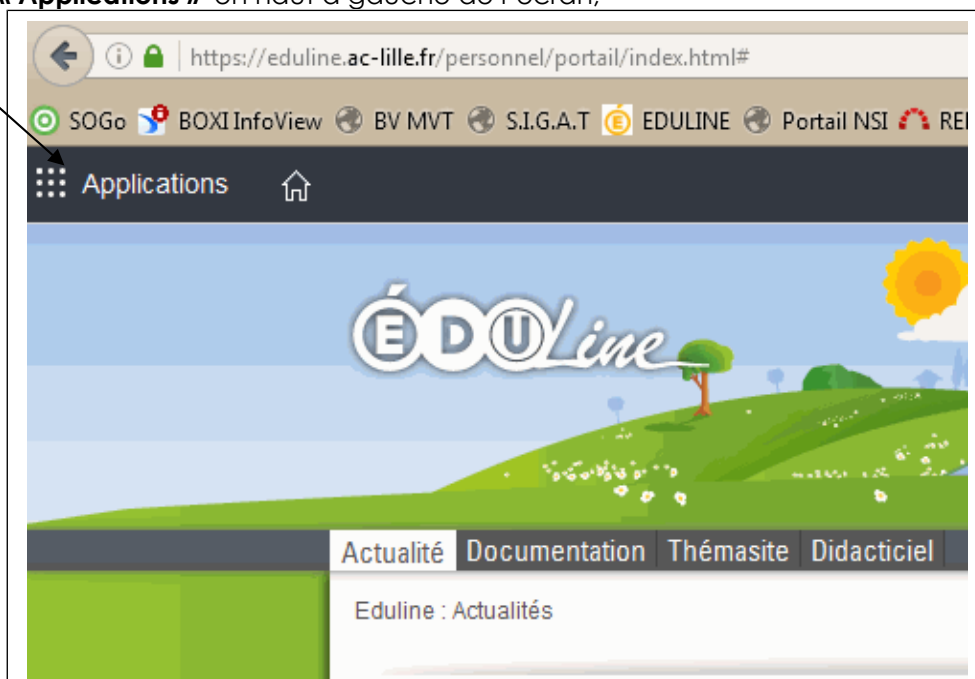 « Applications » en haut à gauche de l'écran,
https://eduline.ac-lille.fr/personnel/portail/index.html#
SOGo BOXI InfoView BV MVT S.I.G.A.T EDULINE Portail NSI
Applications
ÉDULine
Actualité Documentation Thémasite Didacticiel
Eduline : Actualités